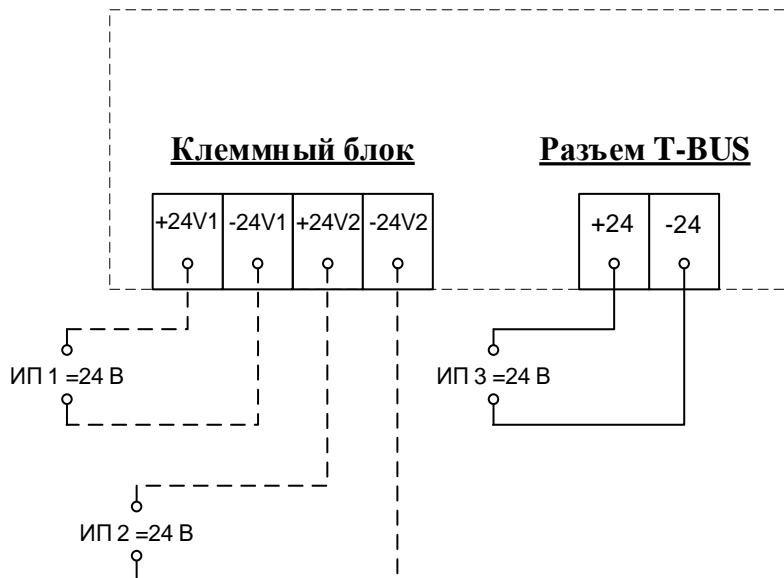 Клеммный блок
Разъем T-BUS
+24V1 -24V1 +24V2 -24V2
+24 -24
ИП 1 =24 В
ИП 3 =24 В
ИП 2 =24 В